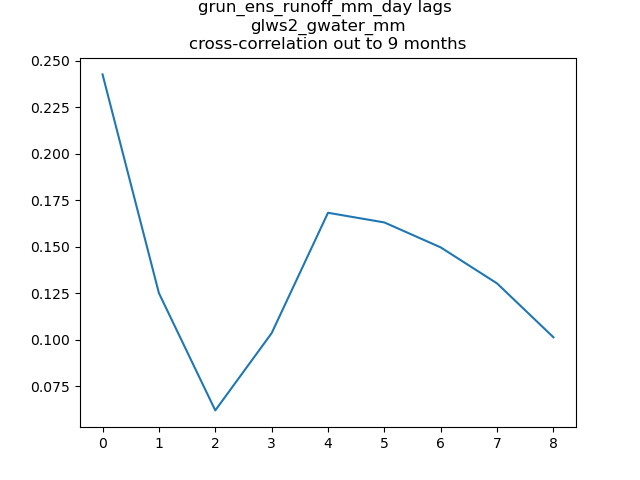 grun_ens_runoff_mm_day lags
glws2_gwater_mm
cross-correlation out to 9 months
0.250
0.225
0.200
0.175
0.150
0.125
0.100
0.075
0 1 2 3 4 5 6 7 8